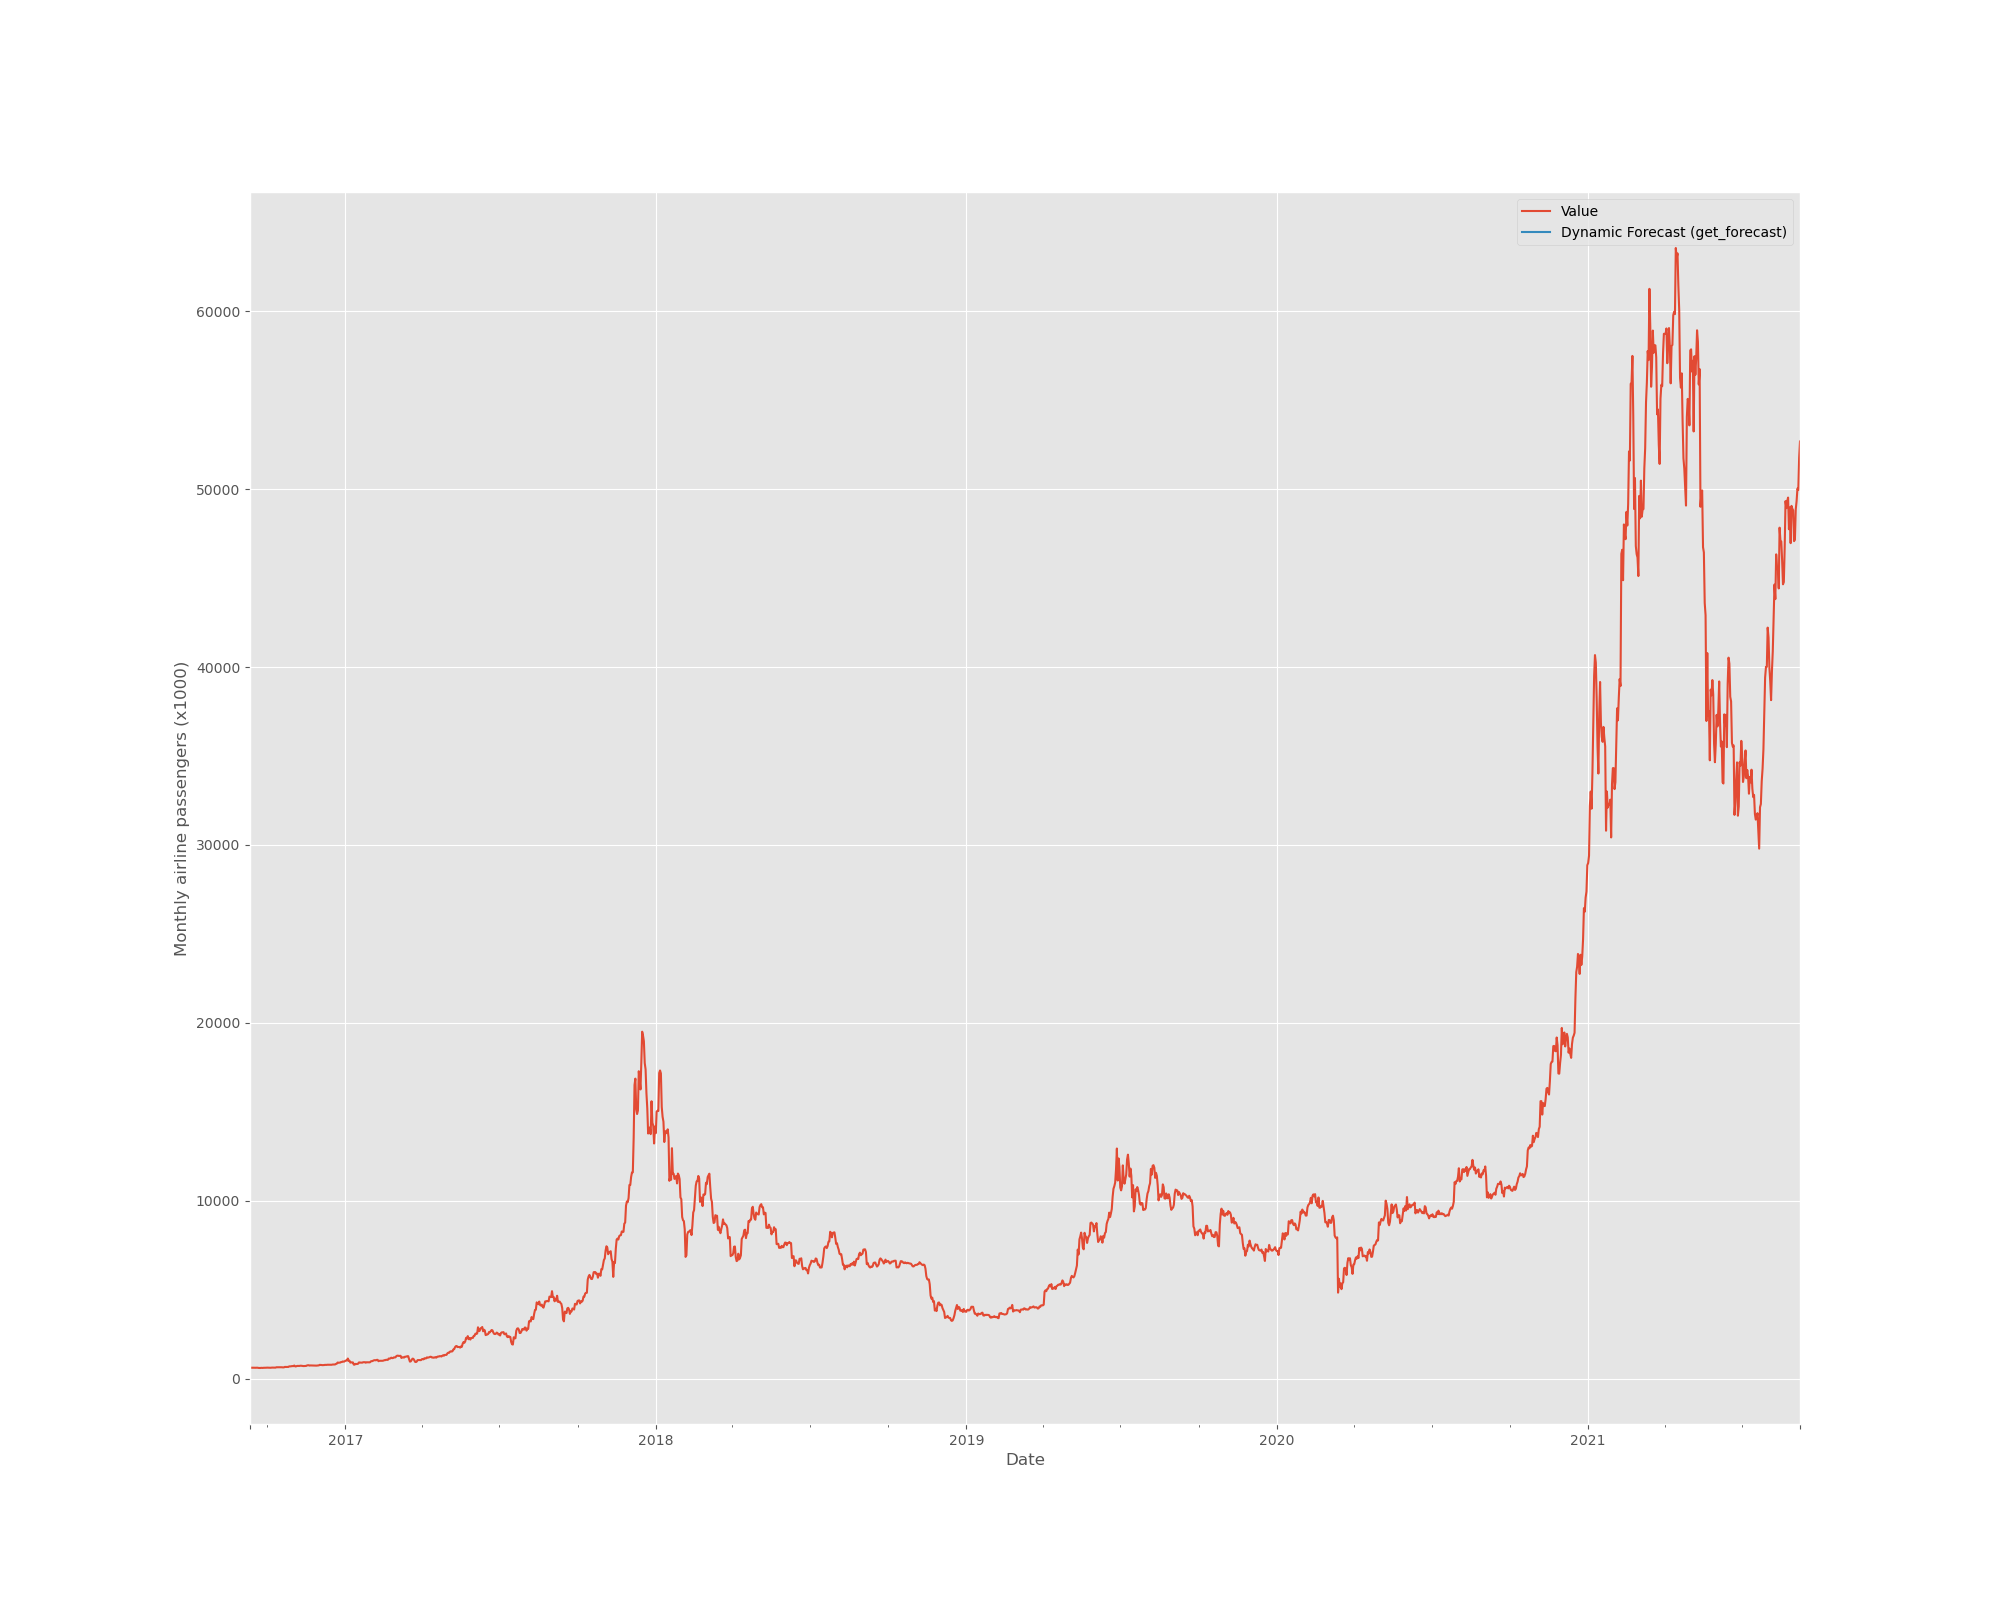 Value
Dynamic Forecast (get_forecast)
60000
50000
40000
30000
20000
10000
0
Monthly airline passengers (x1000)
2017 2018 2019 2020 2021
Date